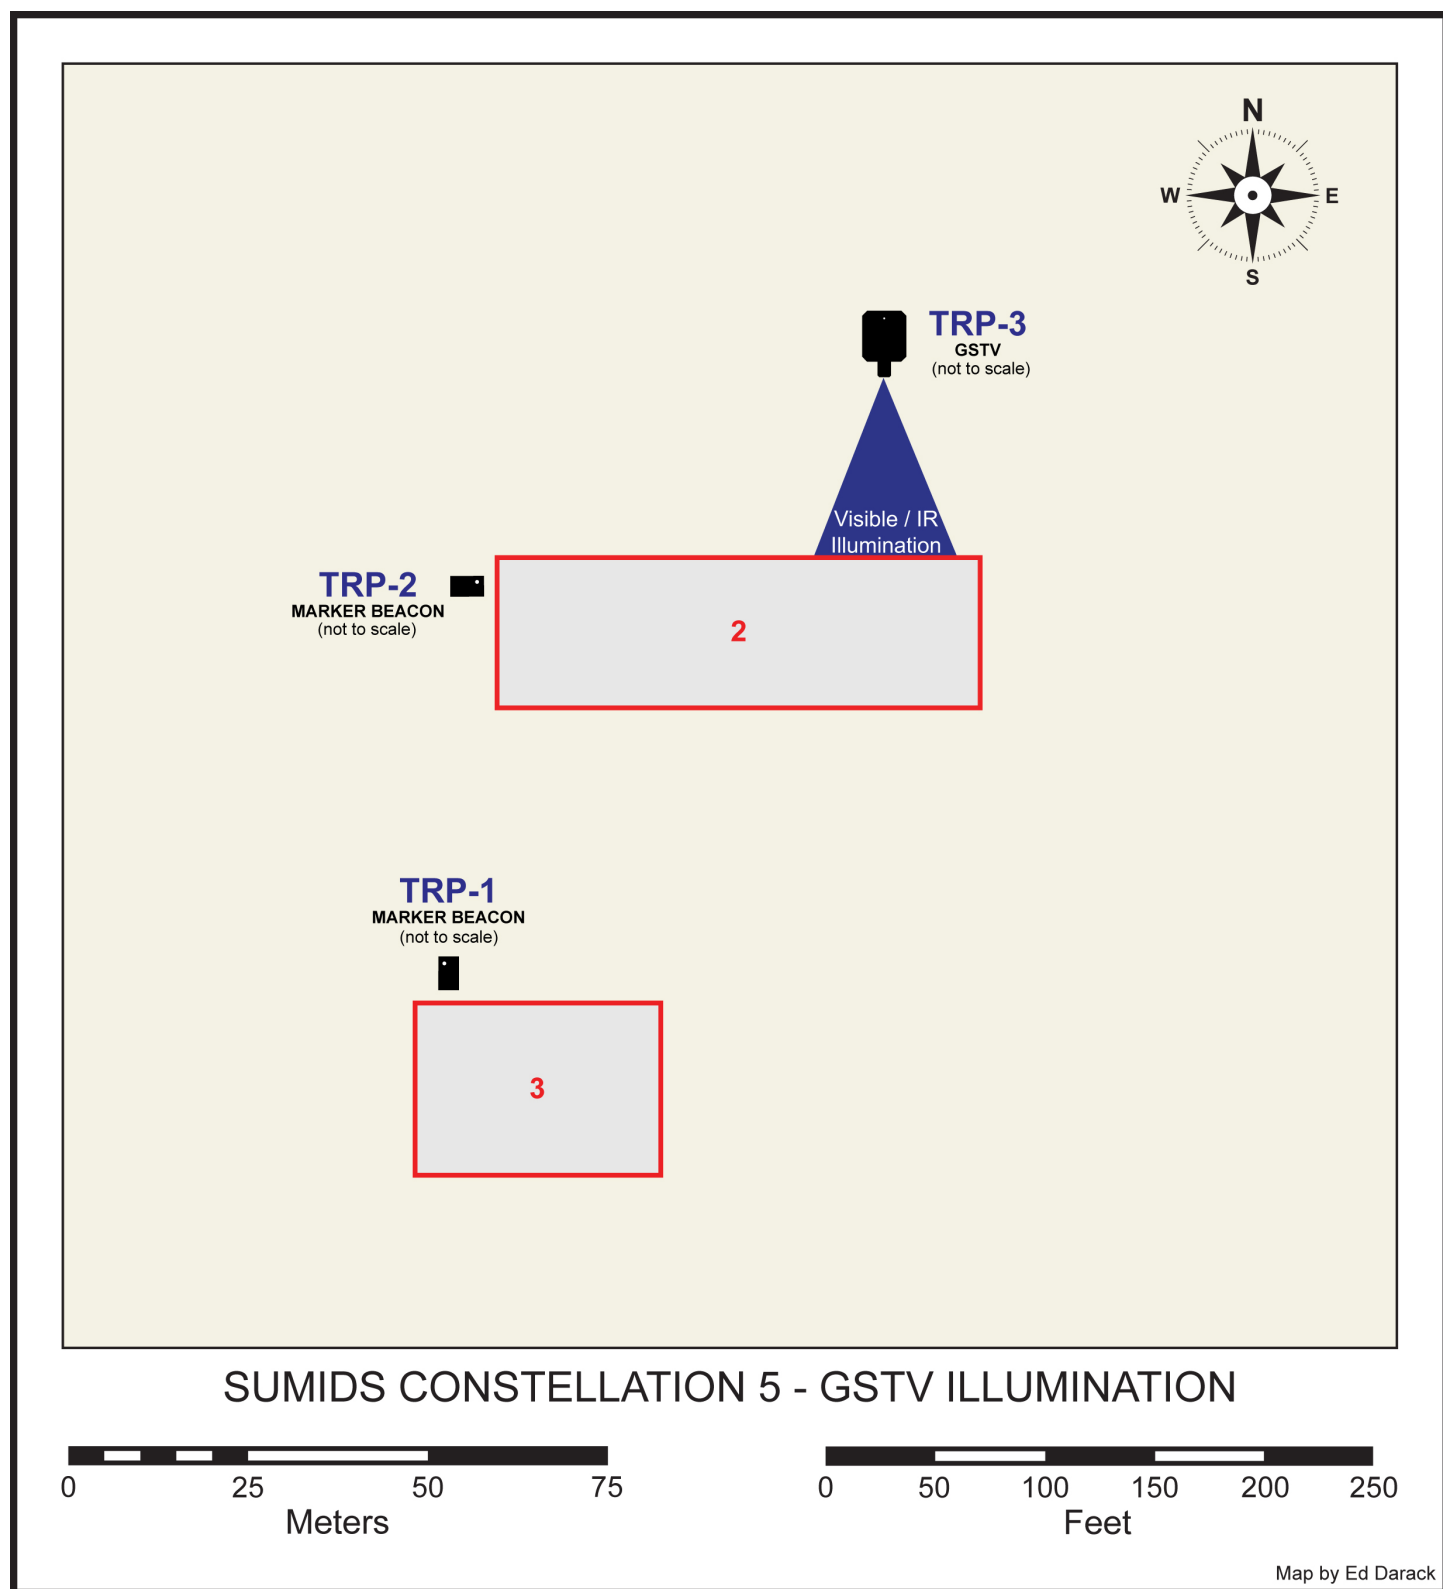 N
W
E
S
TRP-3
GSTV
(not to scale)
Visible / IR
Illumination
TRP-2
MARKER BEACON
(not to scale)
2
TRP-1
MARKER BEACON
(not to scale)
3
SUMIDS CONSTELLATION 5 - GSTV ILLUMINATION
0 25 50 75
Meters
0 50 100 150 200 250
Feet
Map by Ed Darack